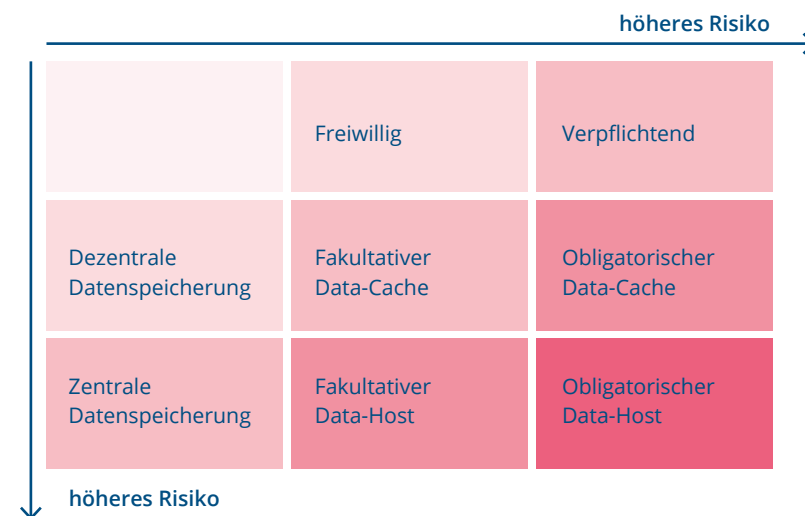 höheres Risiko
Freiwillig
Verpflichtend
Dezentrale
Datenspeicherung
Fakultativer
Data-Cache
Obligatorischer
Data-Cache
Zentrale
Datenspeicherung
Fakultativer
Data-Host
Obligatorischer
Data-Host
höheres Risiko